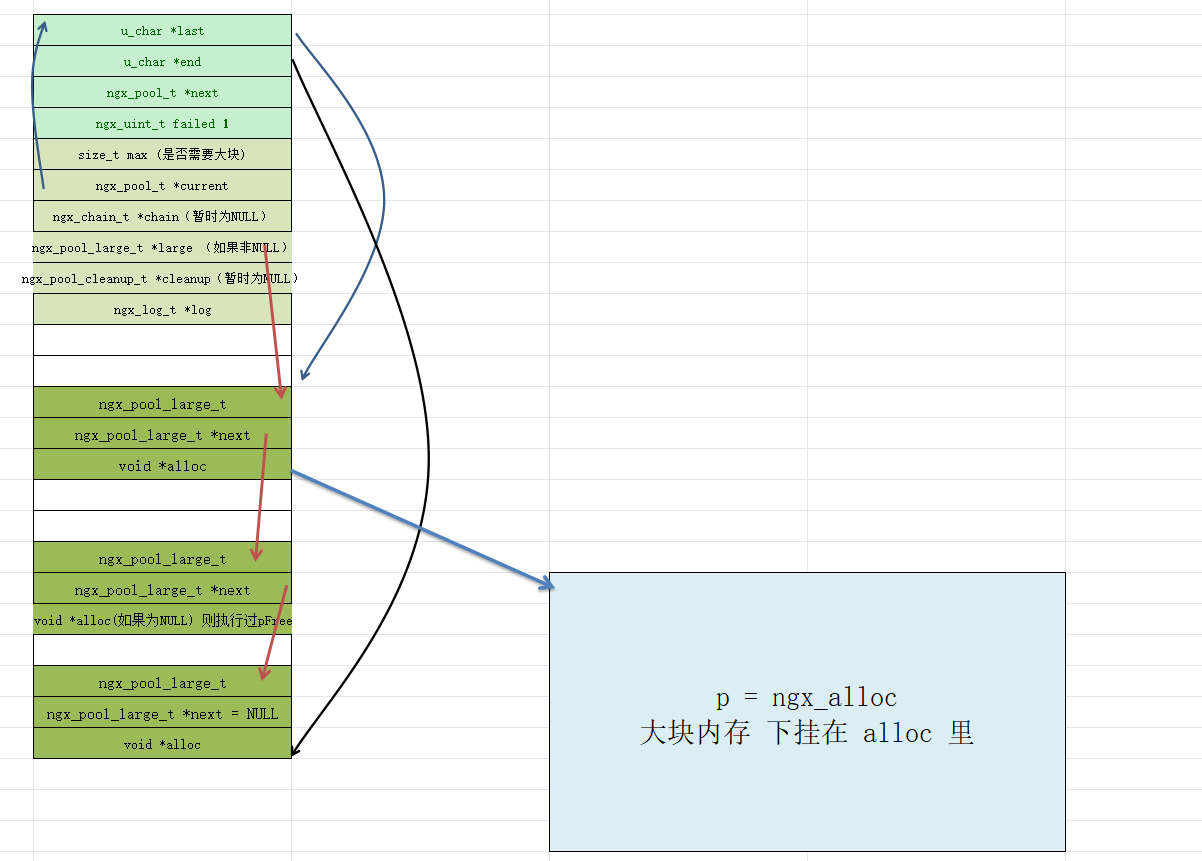 u_char *last
u_char *end
ngx_pool_t *next
ngx_uint_t failed 1
size_t max (是否需要大块)
ngx_pool_t *current
ngx_chain_t *chain（暂时为NULL）
ngx_pool_large_t *large （如果非NULL）
ngx_pool_cleanup_t *cleanup（暂时为NULL）
ngx_log_t *log
ngx_pool_large_t
ngx_pool_large_t *next
void *alloc
ngx_pool_large_t
ngx_pool_large_t *next
void *alloc(如果为NULL) 则执行过pFree
ngx_pool_large_t
ngx_pool_large_t *next = NULL
void *alloc
p = ngx_alloc
大块内存 下挂在 alloc 里